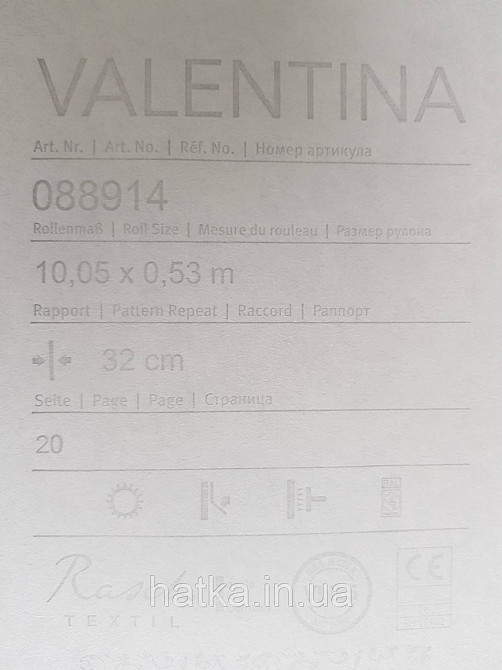 VALENTINA
Art. Nr. | Art. No. | Réf. No. | Номер артикула
088914
Rollenmaß | Roll Size | Mesure du rouleau | Размер рулона
10,05 x 0,53 m
Rapport | Pattern Repeat | Raccord | Раппорт
32 cm
Seite | Page | Page | Страница
20
CE
Rasch
TEXTIL
hatka.in.ua